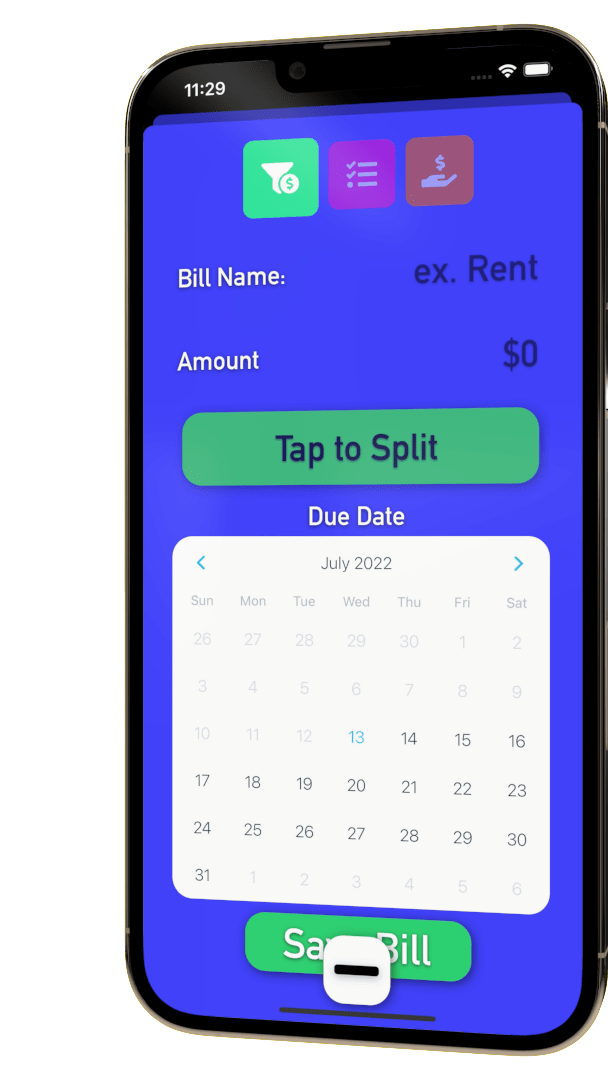 11:29
$
$
Bill Name: ex. Rent
Amount $0
Tap to Split
Due Date
July 2022
Sun Mon Tue Wed Thu Fri Sat
26 27 28 29 30 1 2
3 4 5 6 7 8 9
10 11 12 13 14 15 16
17 18 19 20 21 22 23
24 25 26 27 28 29 30
31 1 2 3 4 5 6
Bill